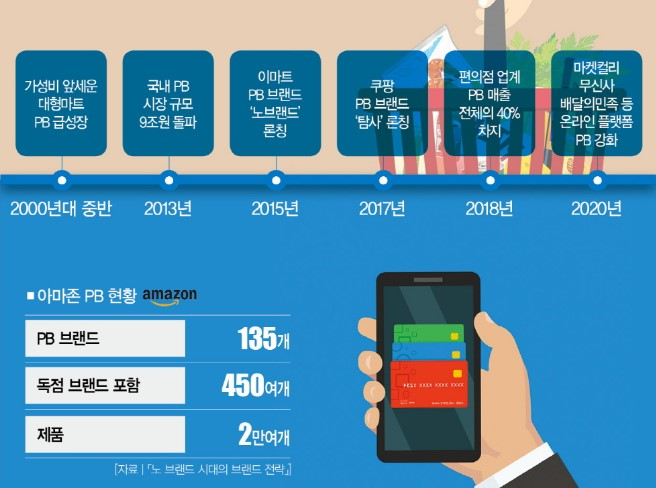 가성비 앞세운
대형마트
PB 급성장
국내 PB
시장 규모
9조원 돌파
이마트
PB 브랜드
‘노브랜드’
론칭
쿠팡
PB 브랜드
‘탐사’ 론칭
편의점 업계
PB 매출
전체의 40%
차지
마켓컬리
무신사
배달의민족 등
온라인 플랫폼
PB 강화
2000년대 중반
2013년
2015년
2017년
2018년
2020년
■ 아마존 PB 현황 amazon
PB 브랜드 135개
독점 브랜드 포함 450여개
제품 2만여개
[자료 | 『노 브랜드 시대의 브랜드 전략』]